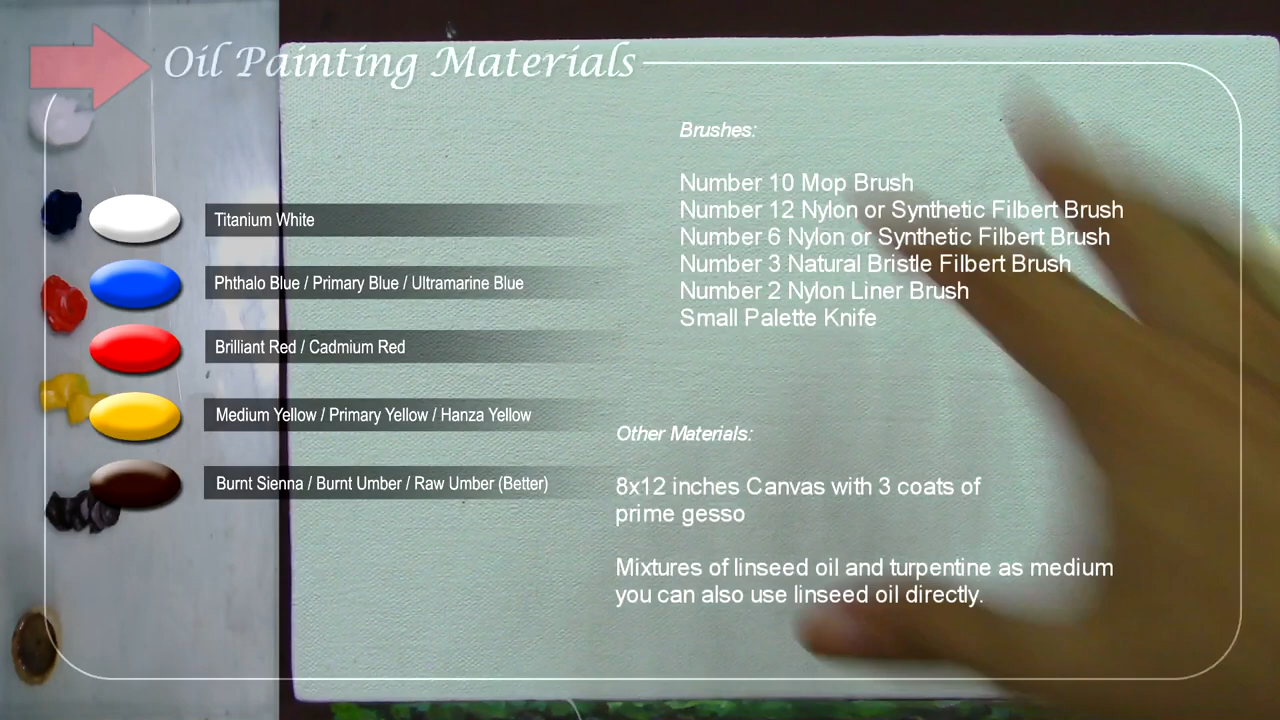 Oil Painting Materials
Titanium White
Phthalo Blue / Primary Blue / Ultramarine Blue
Brilliant Red / Cadmium Red
Medium Yellow / Primary Yellow / Hanza Yellow
Burnt Sienna / Burnt Umber / Raw Umber (Better)
Brushes:
Number 10 Mop Brush
Number 12 Nylon or Synthetic Filbert Brush
Number 6 Nylon or Synthetic Filbert Brush
Number 3 Natural Bristle Filbert Brush
Number 2 Nylon Liner Brush
Small Palette Knife
Other Materials:
8x12 inches Canvas with 3 coats of
prime gesso
Mixtures of linseed oil and turpentine as medium
you can also use linseed oil directly.